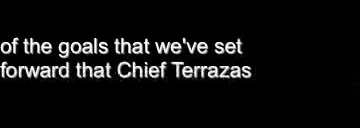 of the goals that we've set
forward that Chief Terrazas